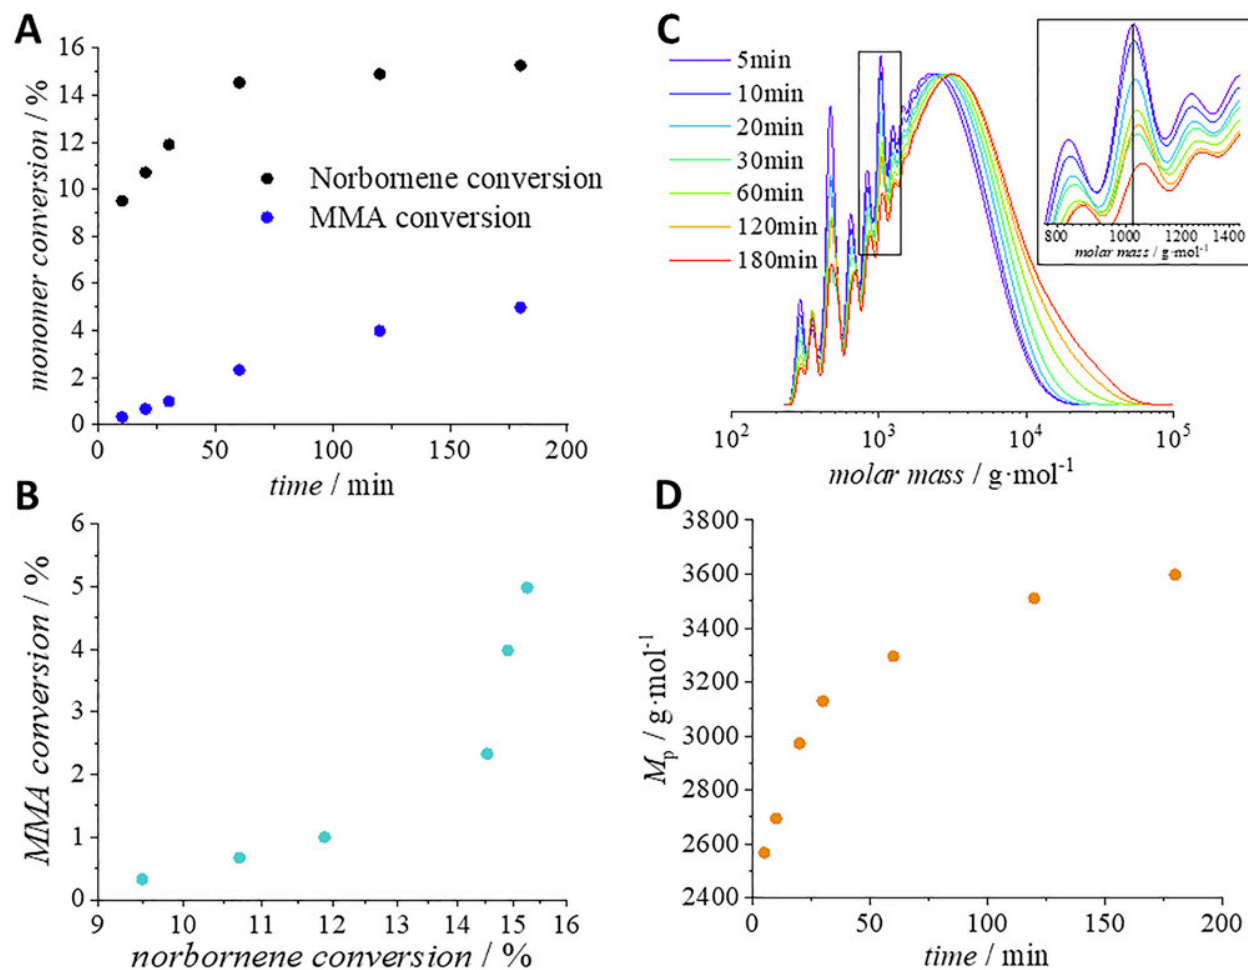 A
16
14
12
10
8
6
4
2
0
monomer conversion / %
Norbornene conversion
MMA conversion
0 50 100 150 200
time / min
B
6
5
4
3
2
1
0
MMA conversion / %
9 10 11 12 13 14 15 16
norbornene conversion / %
C
5min
10min
20min
30min
60min
120min
180min
800 1000 1200 1400
molar mass / g·mol-1
10² 10³ 10⁴ 10⁵
molar mass / g·mol⁻¹
D
3800
3600
3400
3200
3000
2800
2600
2400
Mp / g·mol⁻¹
0 50 100 150 200
time / min